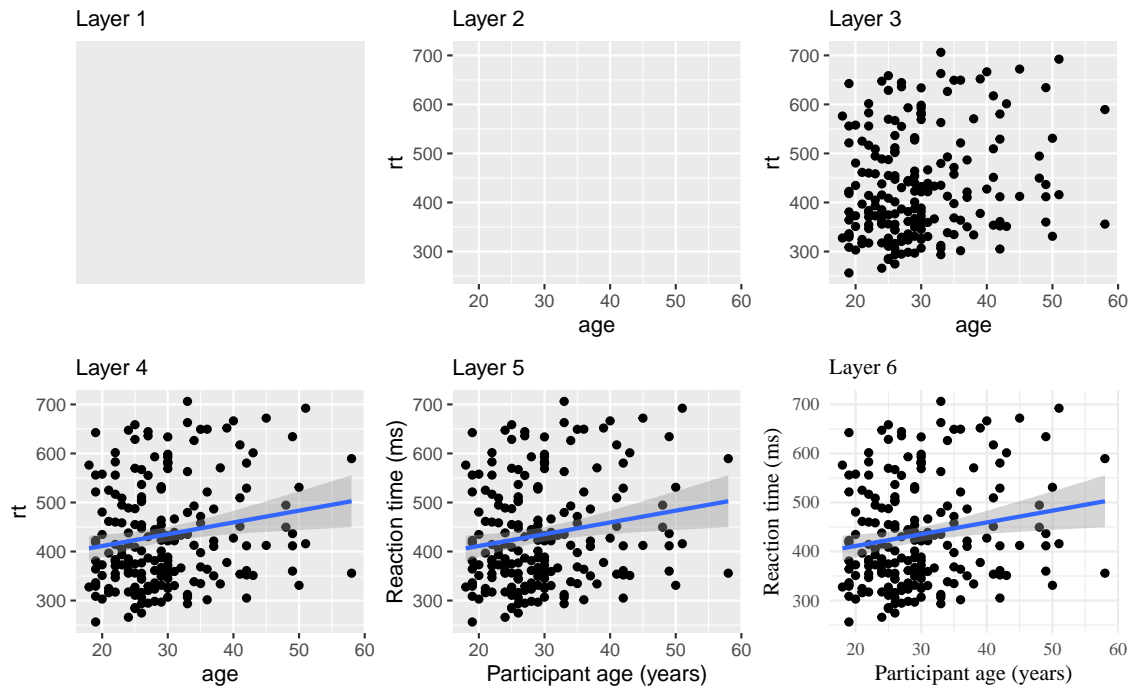 Layer 1
Layer 2
700
600
500
400
300
rt
20 30 40 50 60
age
Layer 3
700
600
500
400
300
rt
20 30 40 50 60
age
Layer 4
700
600
500
400
300
rt
20 30 40 50 60
age
Layer 5
700
600
500
400
300
Reaction time (ms)
20 30 40 50 60
Participant age (years)
Layer 6
700
600
500
400
300
Reaction time (ms)
20 30 40 50 60
Participant age (years)